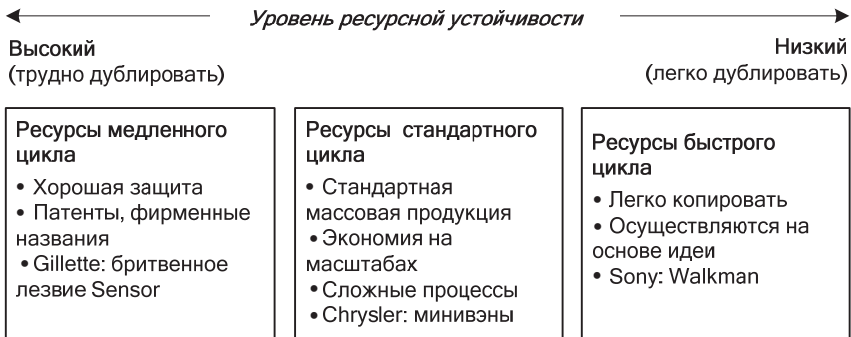 Уровень ресурсной устойчивости
Высокий
(трудно дублировать)
Низкий
(легко дублировать)
Ресурсы медленного
цикла
• Хорошая защита
• Патенты, фирменные
названия
• Gillette: бритвенное
лезвие Sensor
Ресурсы стандартного
цикла
• Стандартная
массовая продукция
• Экономия на
масштабах
• Сложные процессы
• Chrysler: минивэны
Ресурсы быстрого
цикла
• Легко копировать
• Осуществляются на
основе идеи
• Sony: Walkman